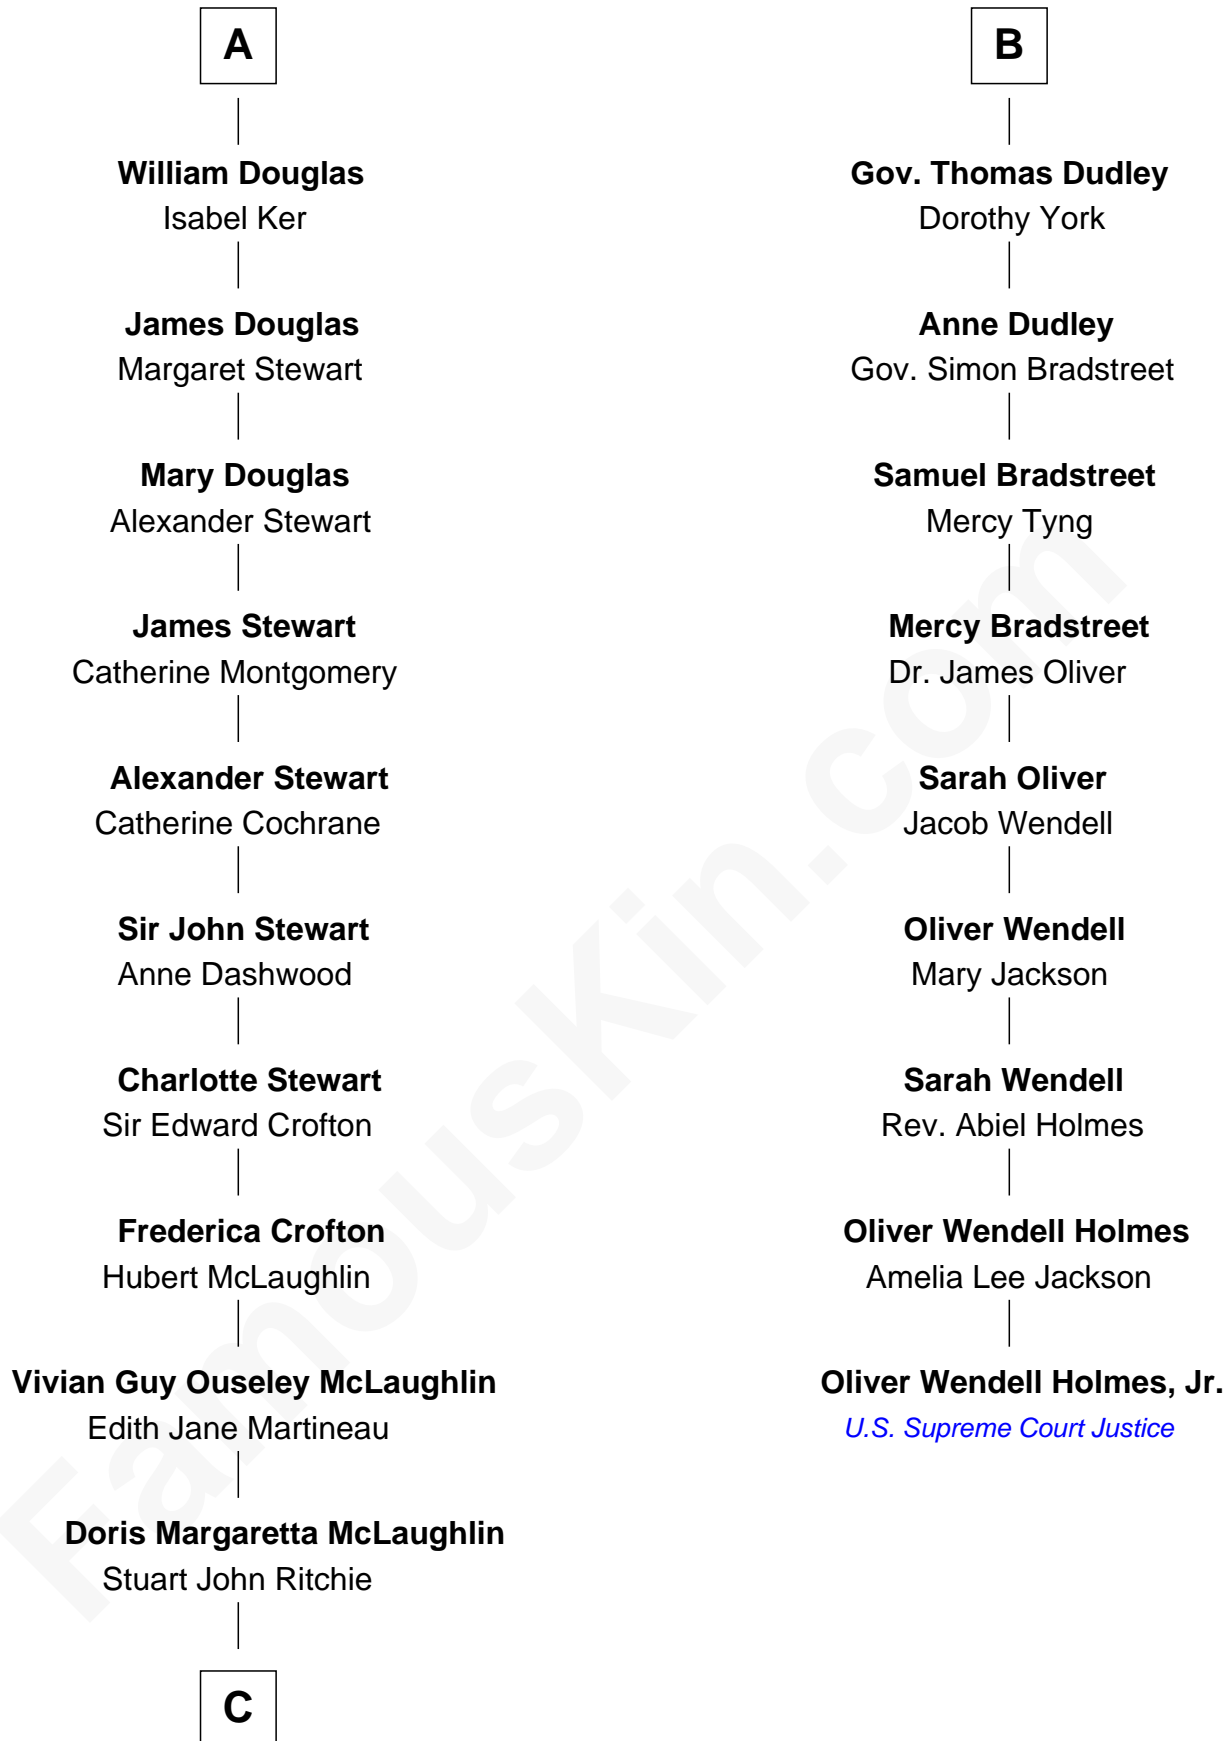 A
William Douglas
Isabel Ker
James Douglas
Margaret Stewart
Mary Douglas
Alexander Stewart
James Stewart
Catherine Montgomery
Alexander Stewart
Catherine Cochrane
Sir John Stewart
Anne Dashwood
Charlotte Stewart
Sir Edward Crofton
Frederica Crofton
Hubert McLaughlin
Vivian Guy Ouseley McLaughlin
Edith Jane Martineau
Doris Margaretta McLaughlin
Stuart John Ritchie
C
B
Gov. Thomas Dudley
Dorothy York
Anne Dudley
Gov. Simon Bradstreet
Samuel Bradstreet
Mercy Tyng
Mercy Bradstreet
Dr. James Oliver
Sarah Oliver
Jacob Wendell
Oliver Wendell
Mary Jackson
Sarah Wendell
Rev. Abiel Holmes
Oliver Wendell Holmes
Amelia Lee Jackson
Oliver Wendell Holmes, Jr.
U.S. Supreme Court Justice
FamousKin.com